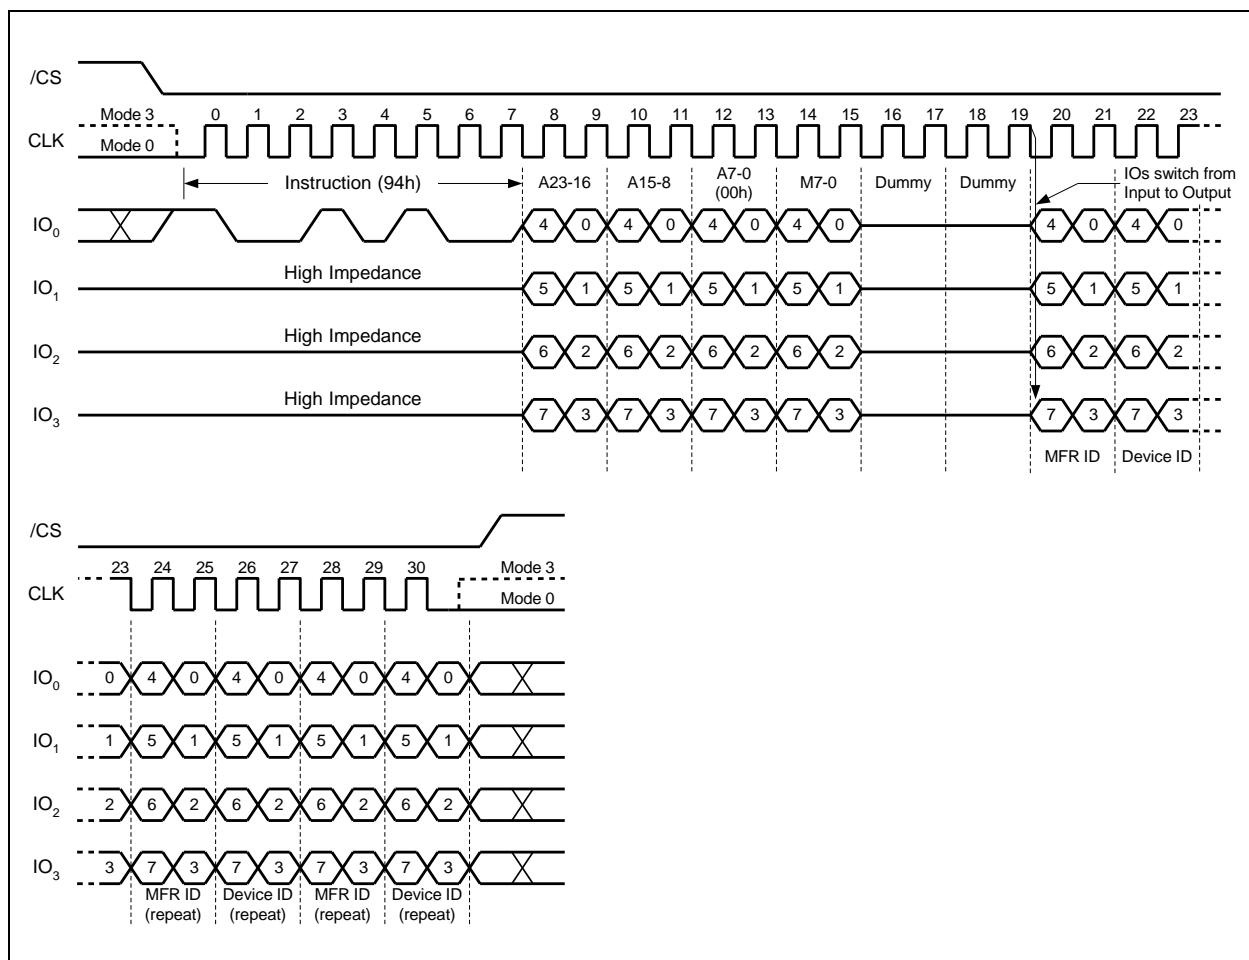 /CS
Mode 3 0 1 2 3 4 5 6 7 8 9 10 11 12 13 14 15 16 17 18 19 20 21 22 23
CLK
Mode 0
Instruction (94h) A23-16 A15-8 A7-0 (00h) M7-0 Dummy Dummy IOs switch from Input to Output
IO0 4 0 4 0 4 0 4 0 4 0 4 0
High Impedance
IO1 5 1 5 1 5 1 5 1 5 1 5 1
High Impedance
IO2 6 2 6 2 6 2 6 2 6 2 6 2
High Impedance
IO3 7 3 7 3 7 3 7 3 7 3 7 3
MFR ID Device ID
/CS
23 24 25 26 27 28 29 30 Mode 3
CLK
Mode 0
IO0 0 4 0 4 0 4 0 4 0
IO1 1 5 1 5 1 5 1 5 1
IO2 2 6 2 6 2 6 2 6 2
IO3 3 7 3 7 3 7 3 7 3
MFR ID Device ID MFR ID Device ID
(repeat) (repeat) (repeat) (repeat)